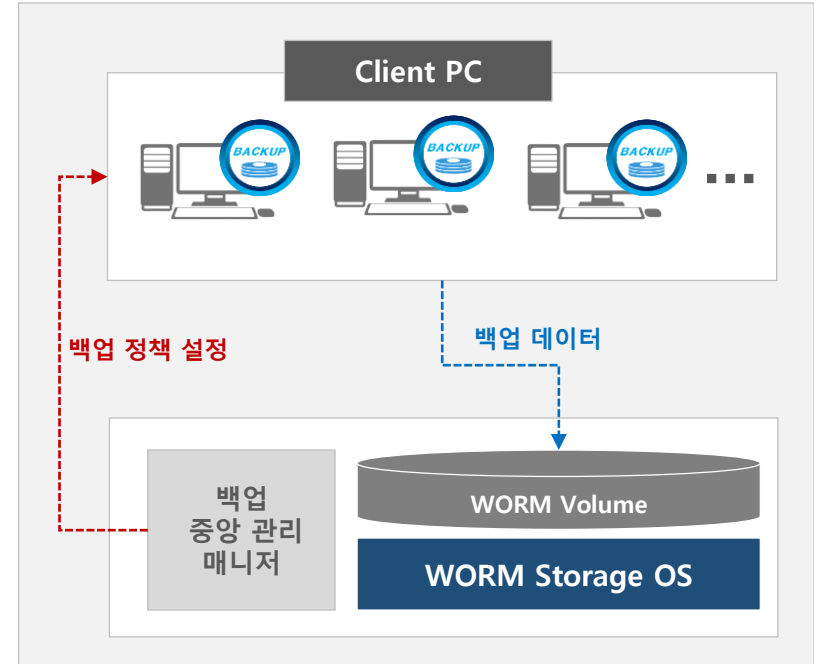 Client PC
BACKUP
BACKUP
BACKUP
백업 정책 설정
백업 데이터
백업
중앙 관리
매니저
WORM Volume
WORM Storage OS